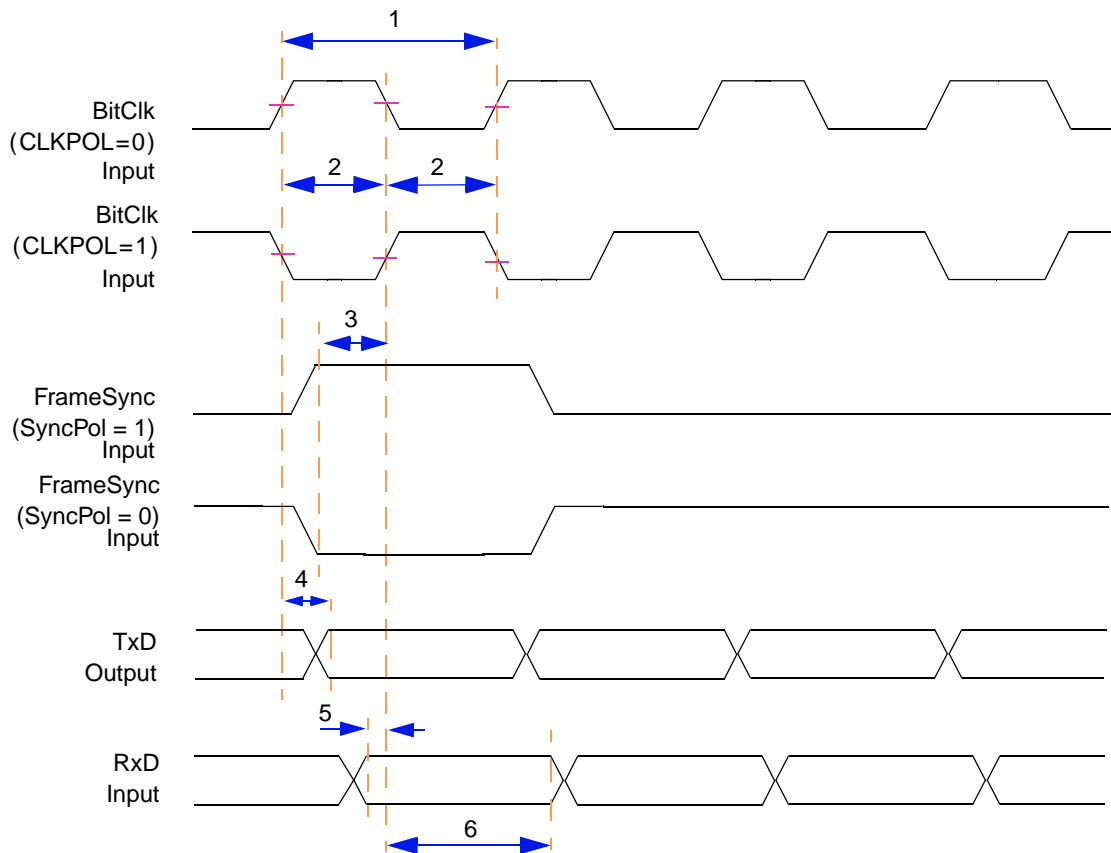 1
BitClk
(CLKPOL=0)
Input
2 2
BitClk
(CLKPOL=1)
Input
3
FrameSync
(SyncPol = 1)
Input
FrameSync
(SyncPol = 0)
Input
4
TxD
Output
5
RxD
Input
6